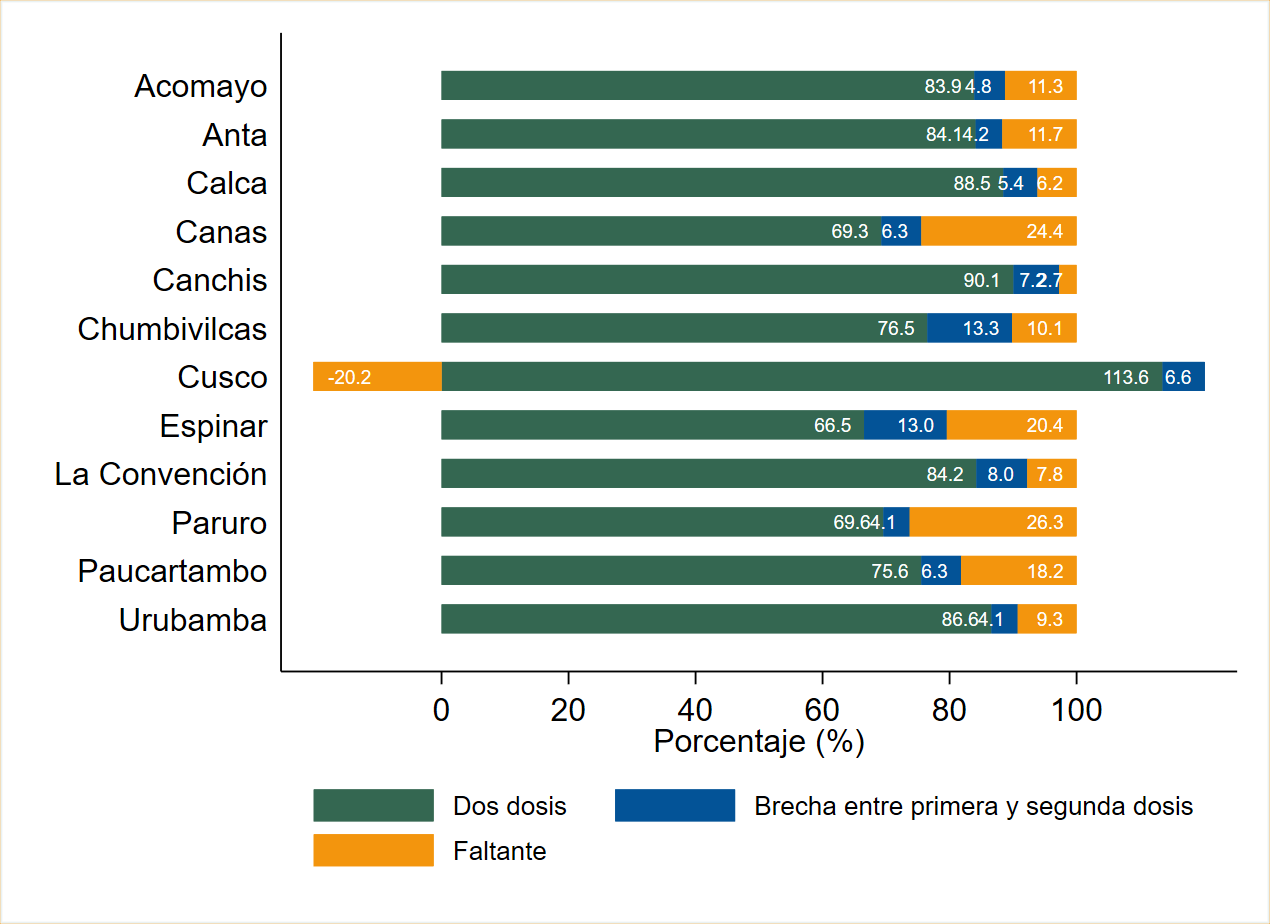 Acomayo 83.9 4.8 11.3
Anta 84.1 4.2 11.7
Calca 88.5 5.4 6.2
Canas 69.3 6.3 24.4
Canchis 90.1 7.2 2.7
Chumbivilcas 76.5 13.3 10.1
Cusco -20.2 113.6 6.6
Espinar 66.5 13.0 20.4
La Convención 84.2 8.0 7.8
Paruro 69.6 4.1 26.3
Paucartambo 75.6 6.3 18.2
Urubamba 86.6 4.1 9.3
0 20 40 60 80 100
Porcentaje (%)
Dos dosis Brecha entre primera y segunda dosis
Faltante